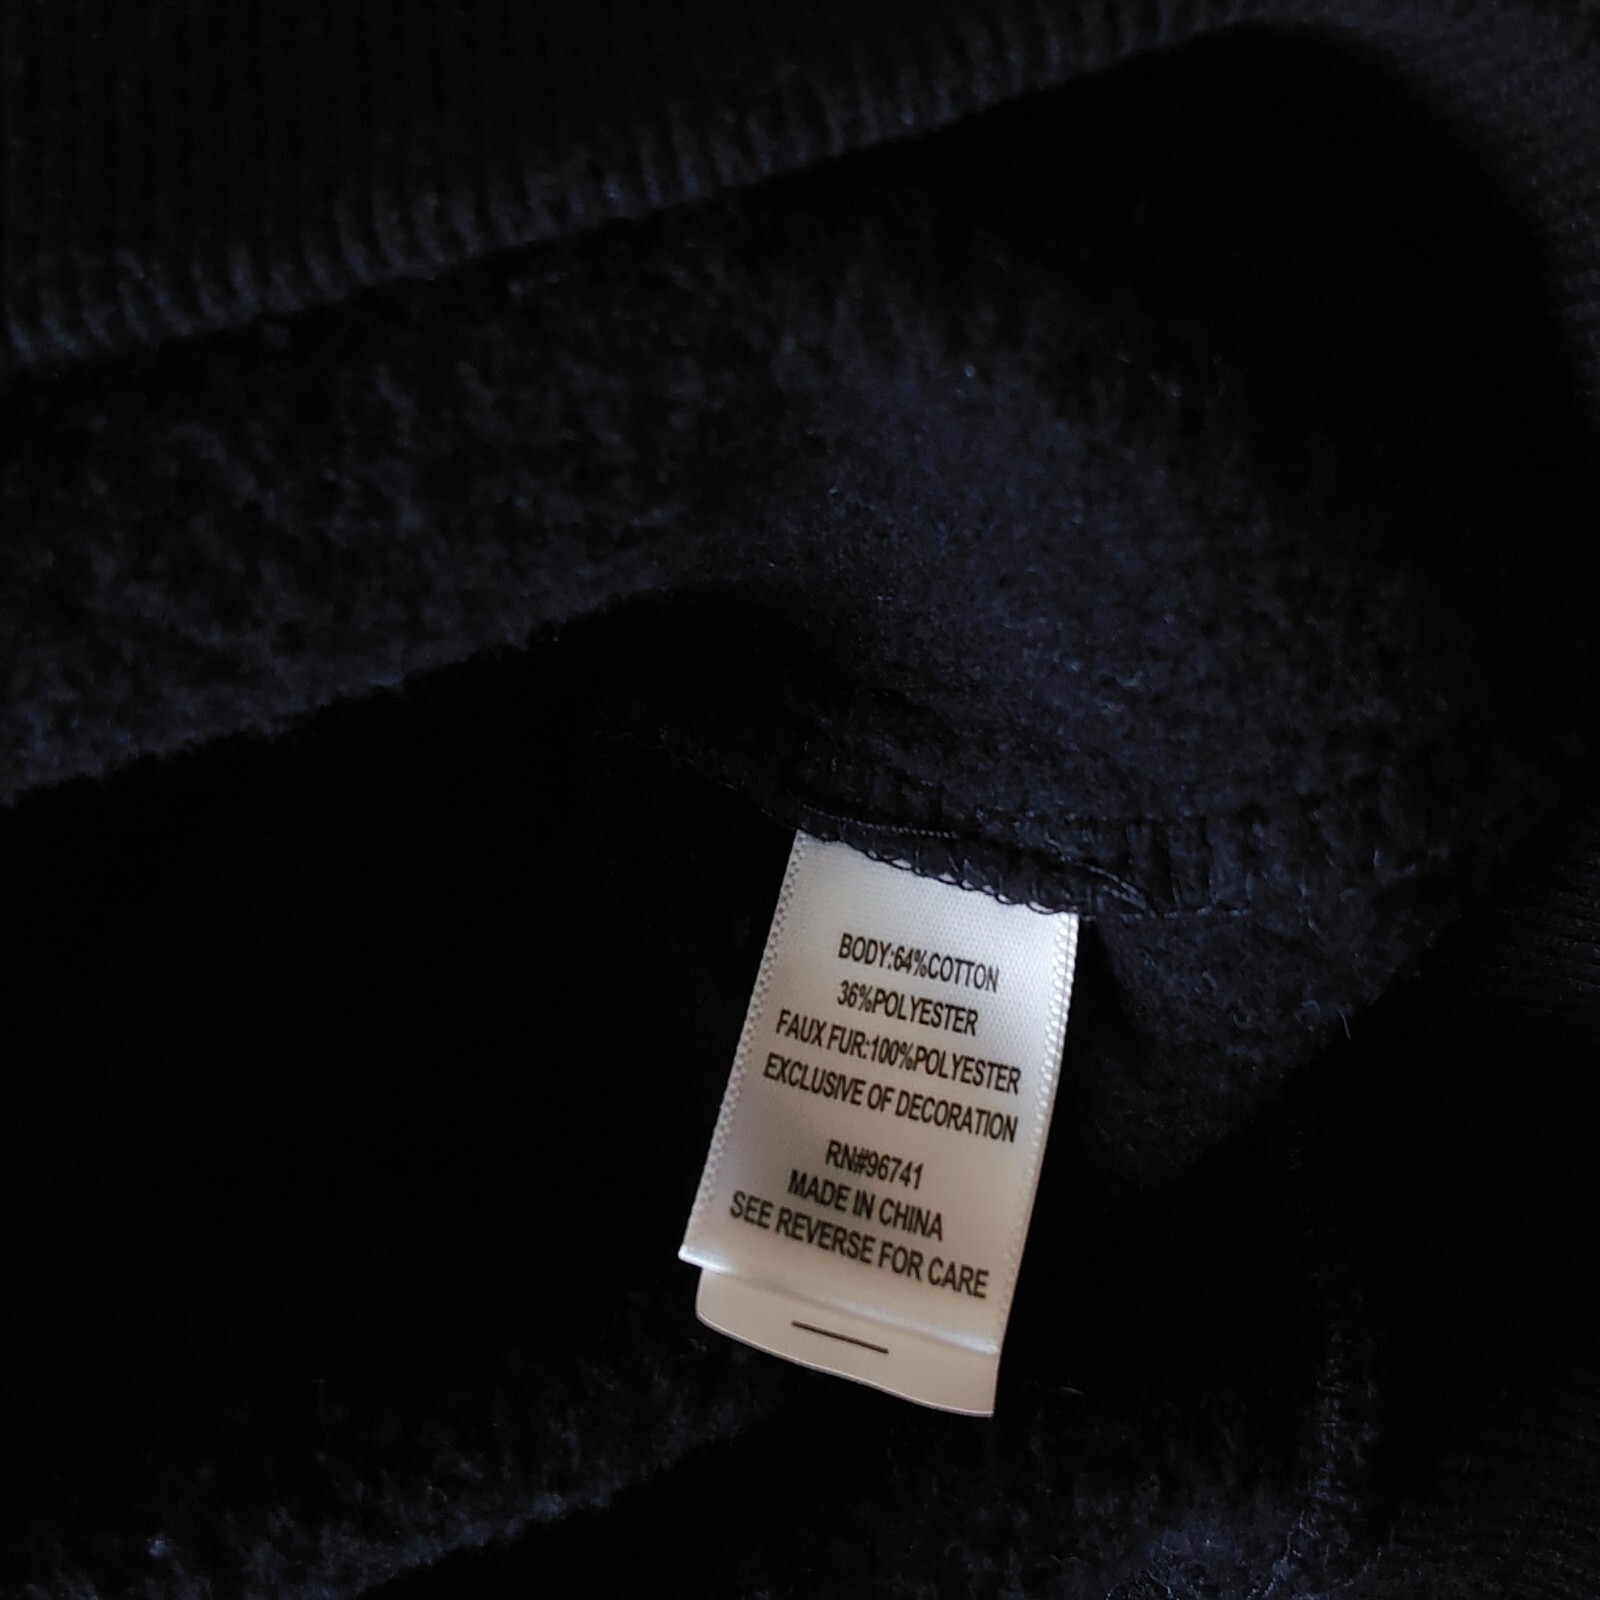 BODY:64%COTTON
36%POLYESTER
FAUX FUR:100%POLYESTER
EXCLUSIVE OF DECORATION
RN#96741
MADE IN CHINA
SEE REVERSE FOR CARE